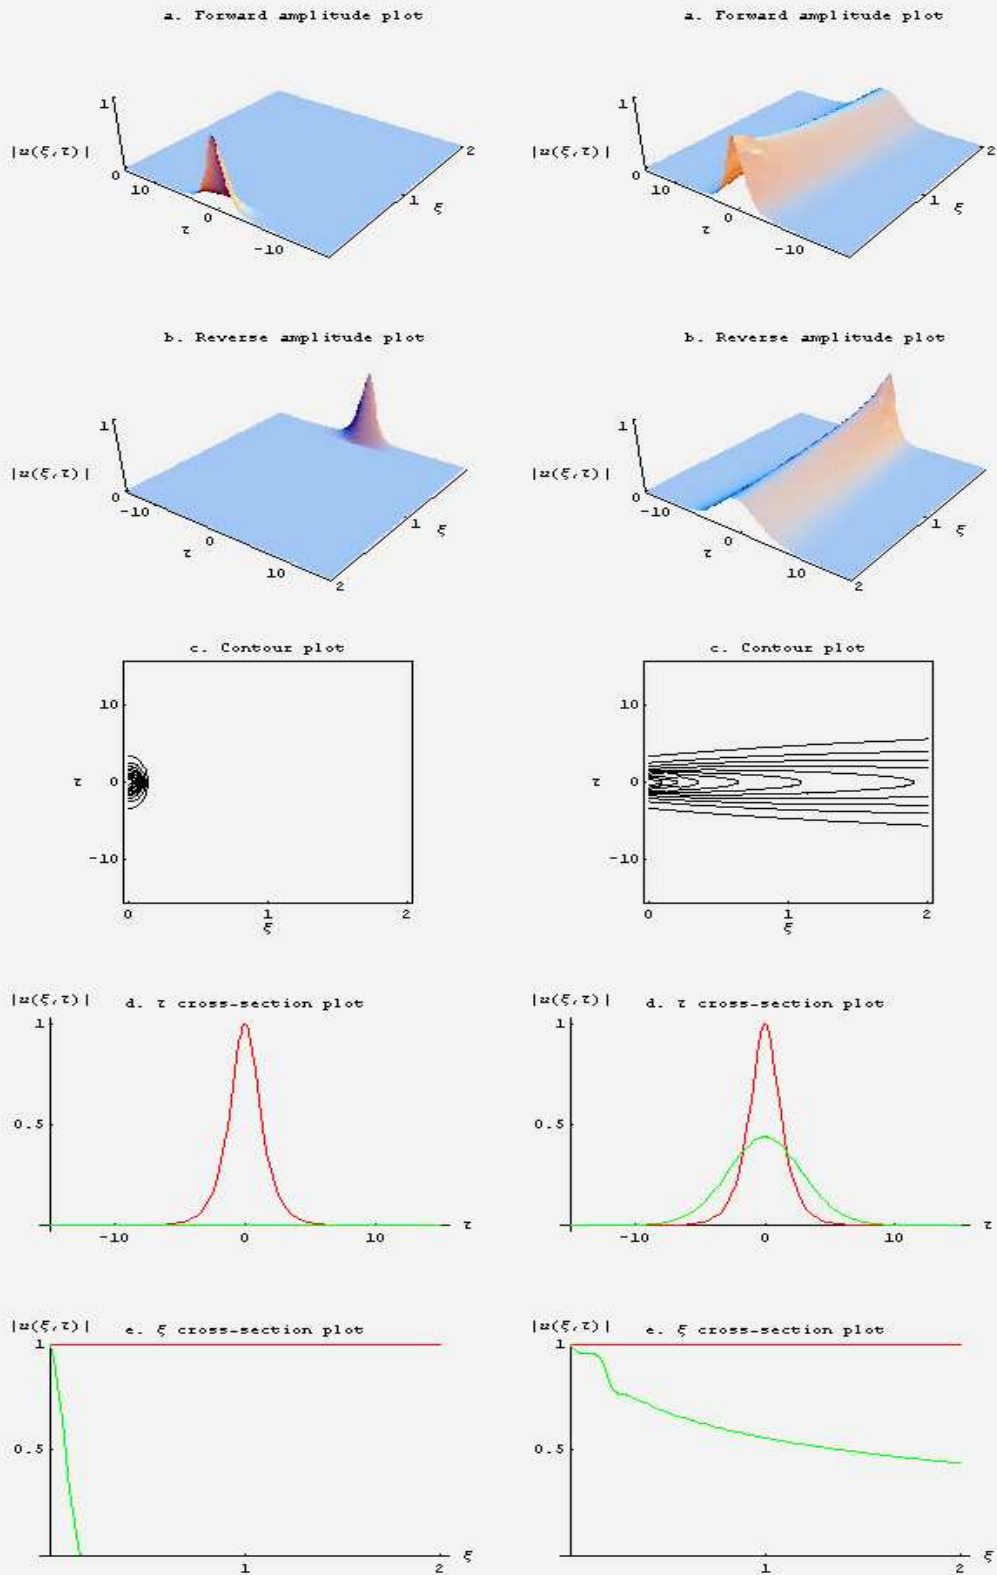 a. Forward amplitude plot
a. Forward amplitude plot
1
|u(ξ,τ)|
0
10
τ
0
-10
1
ξ
2
1
|u(ξ,τ)|
0
10
τ
0
-10
1
ξ
2
b. Reverse amplitude plot
b. Reverse amplitude plot
1
|u(ξ,τ)|
0
-10
τ
0
10
2
1
ξ
1
|u(ξ,τ)|
0
-10
τ
0
10
2
1
ξ
c. Contour plot
c. Contour plot
10
τ 0
-10
0 1 2
ξ
10
τ 0
-10
0 1 2
ξ
|u(ξ,τ)| d. τ cross-section plot
1
0.5
-10 0 10 τ
|u(ξ,τ)| d. τ cross-section plot
1
0.5
-10 0 10 τ
|u(ξ,τ)| e. ξ cross-section plot
1
0.5
1 2 ξ
|u(ξ,τ)| e. ξ cross-section plot
1
0.5
1 2 ξ